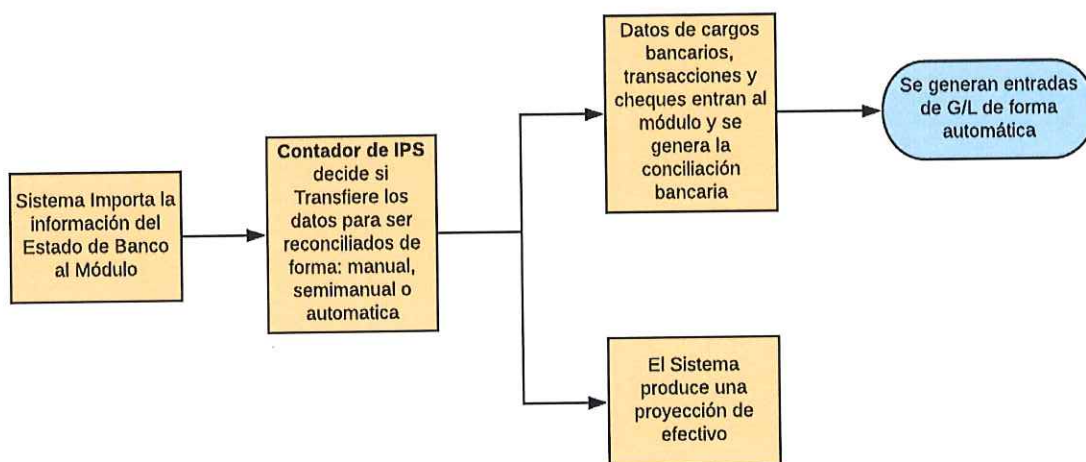 Sistema Importa la
información del
Estado de Banco
al Módulo
Contador de IPS
decide si
Transfiere los
datos para ser
reconciliados de
forma: manual,
semimanual o
automatica
Datos de cargos
bancarios,
transacciones y
cheques entran al
módulo y se
genera la
conciliación
bancaria
Se generan entradas
de G/L de forma
automática
El Sistema
produce una
proyección de
efectivo